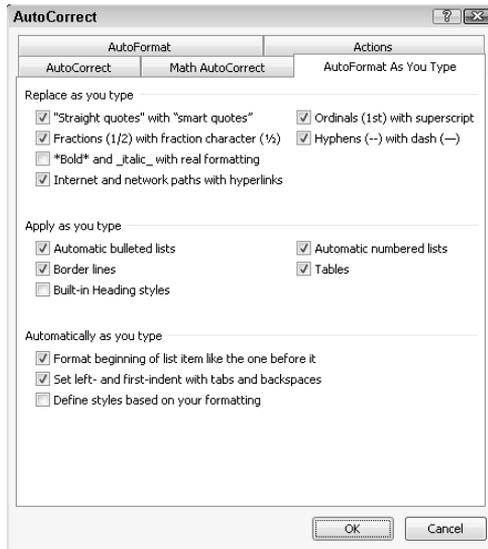 AutoCorrect
AutoFormat Actions
AutoCorrect Math AutoCorrect AutoFormat As You Type
Replace as you type
"Straight quotes" with “smart quotes” Ordinals (1st) with superscript
Fractions (1/2) with fraction character (½) Hyphens (--) with dash (—)
*Bold* and _italic_ with real formatting
Internet and network paths with hyperlinks
Apply as you type
Automatic bulleted lists Automatic numbered lists
Border lines Tables
Built-in Heading styles
Automatically as you type
Format beginning of list item like the one before it
Set left- and first-indent with tabs and backspaces
Define styles based on your formatting
OK Cancel